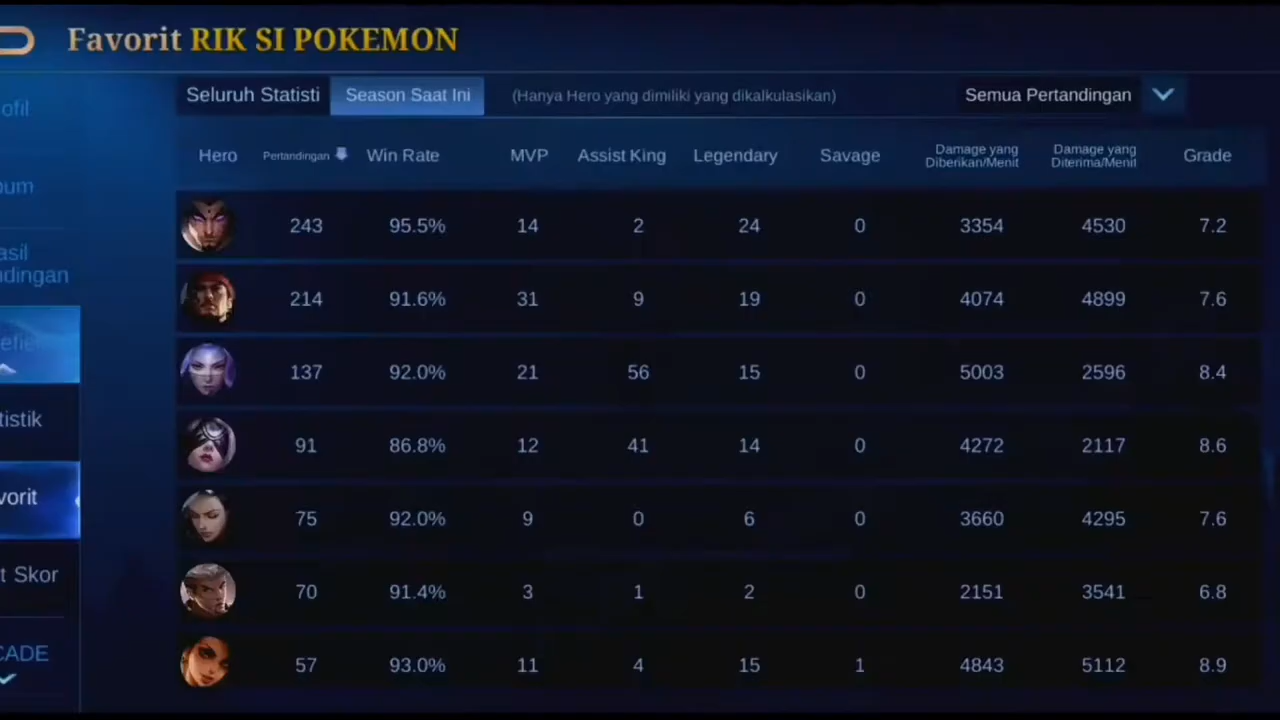 Favorit RIK SI POKEMON
ofil
Seluruh Statisti Season Saat Ini (Hanya Hero yang dimiliki yang dikalkulasikan) Semua Pertandingan
Hero Pertandingan Win Rate MVP Assist King Legendary Savage Damage yang Diberikan/Menit Damage yang Diterima/Menit Grade
bum
243 95.5% 14 2 24 0 3354 4530 7.2
asil
ndingan
214 91.6% 31 9 19 0 4074 4899 7.6
efie
137 92.0% 21 56 15 0 5003 2596 8.4
tistik
91 86.8% 12 41 14 0 4272 2117 8.6
vorit
75 92.0% 9 0 6 0 3660 4295 7.6
t Skor
70 91.4% 3 1 2 0 2151 3541 6.8
CADE
57 93.0% 11 4 15 1 4843 5112 8.9